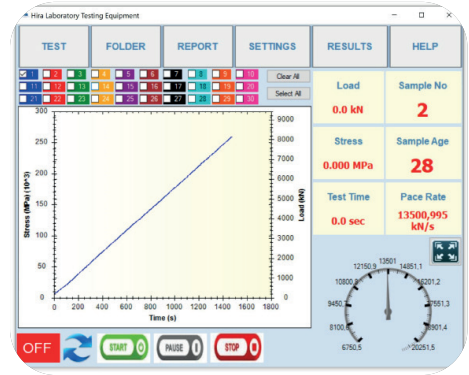 Hira Laboratory Testing Equipment
TEST FOLDER REPORT SETTINGS RESULTS HELP
1 2 3 4 5 6 7 8 9 10 Clear All
11 12 13 14 15 16 17 18 19 20 Select All
21 22 23 24 25 26 27 28 29 30
Load Sample No
0.0 kN 2
Stress Sample Age
0.000 MPa 28
Test Time Pace Rate
0.0 sec 13500,995 kN/s
Stress (MPa) (10^3)
300
250
200
150
100
50
0
9000
8000
7000
6000
5000
4000
3000
2000
1000
0
Load (kN)
0 200 400 600 800 1000 1200 1400 1600 1800
Time (s)
13501
12150,9 14851,1
10800,8 16201,2
9450,7 17551,3
8100,6 18901,4
6750,5 20251,5
OFF START PAUSE STOP